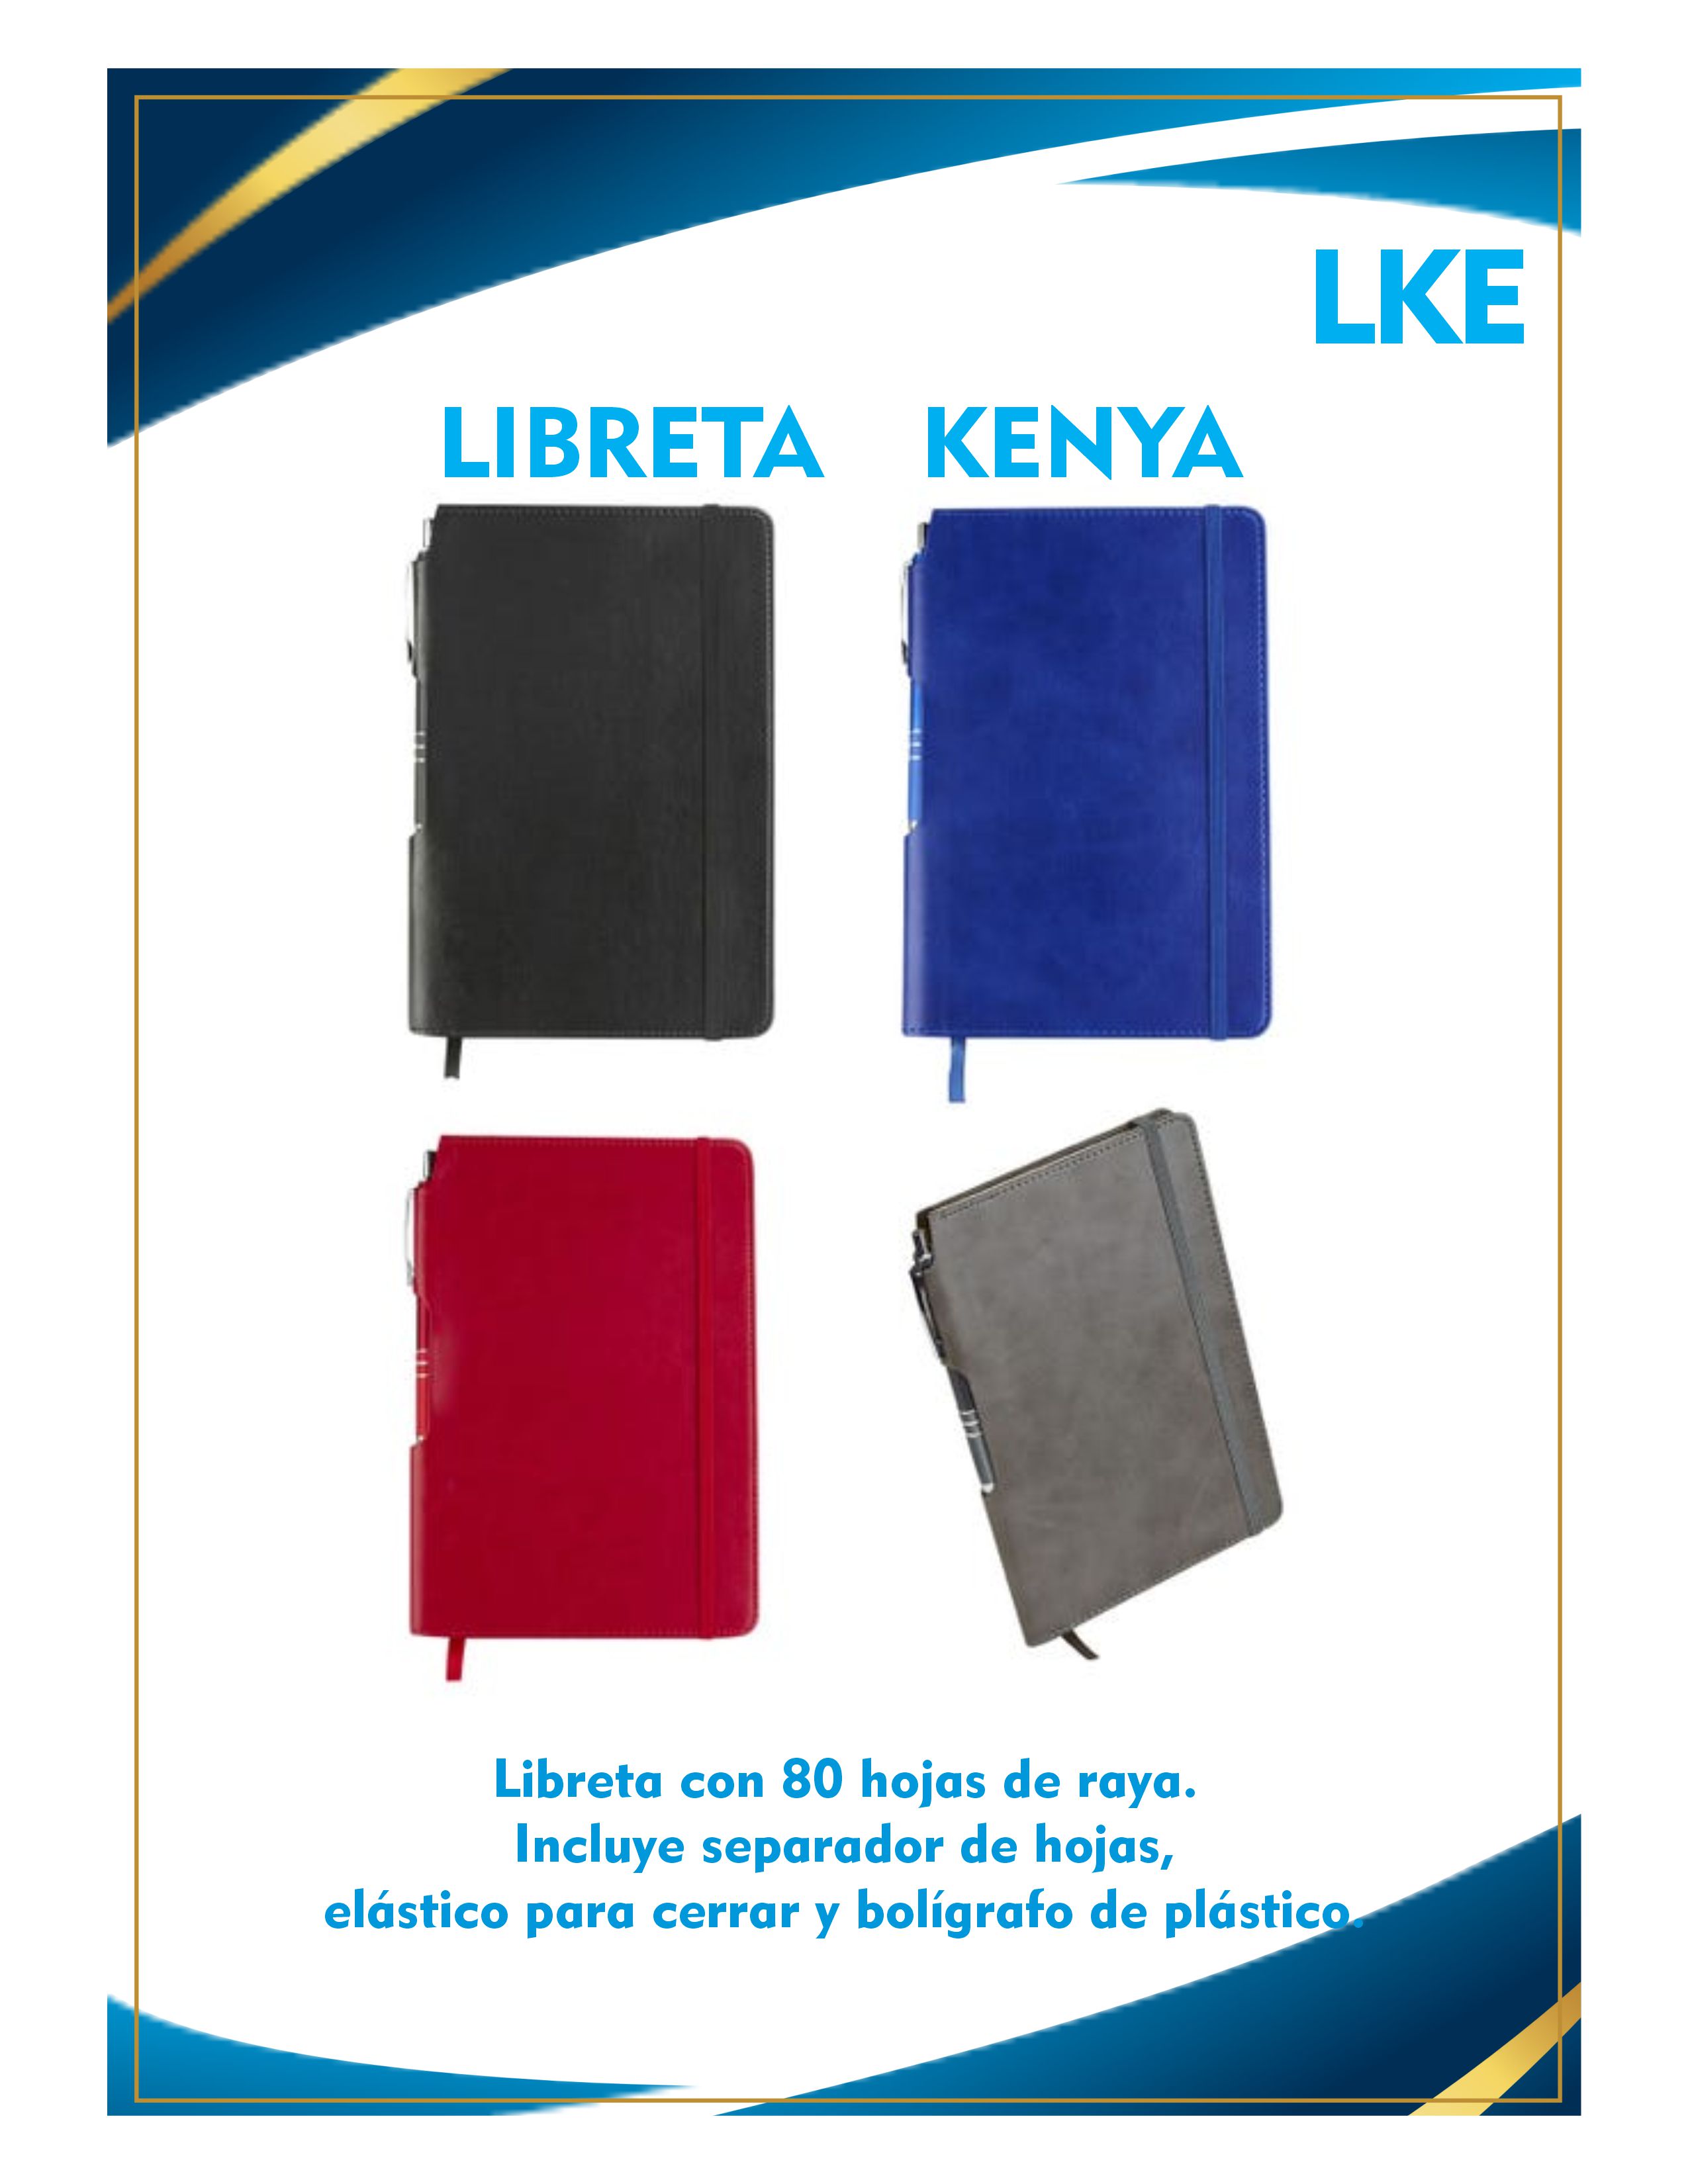 LKE
LIBRETA KENYA
Libreta con 80 hojas de raya.
Incluye separador de hojas,
elástico para cerrar y bolígrafo de plástico.